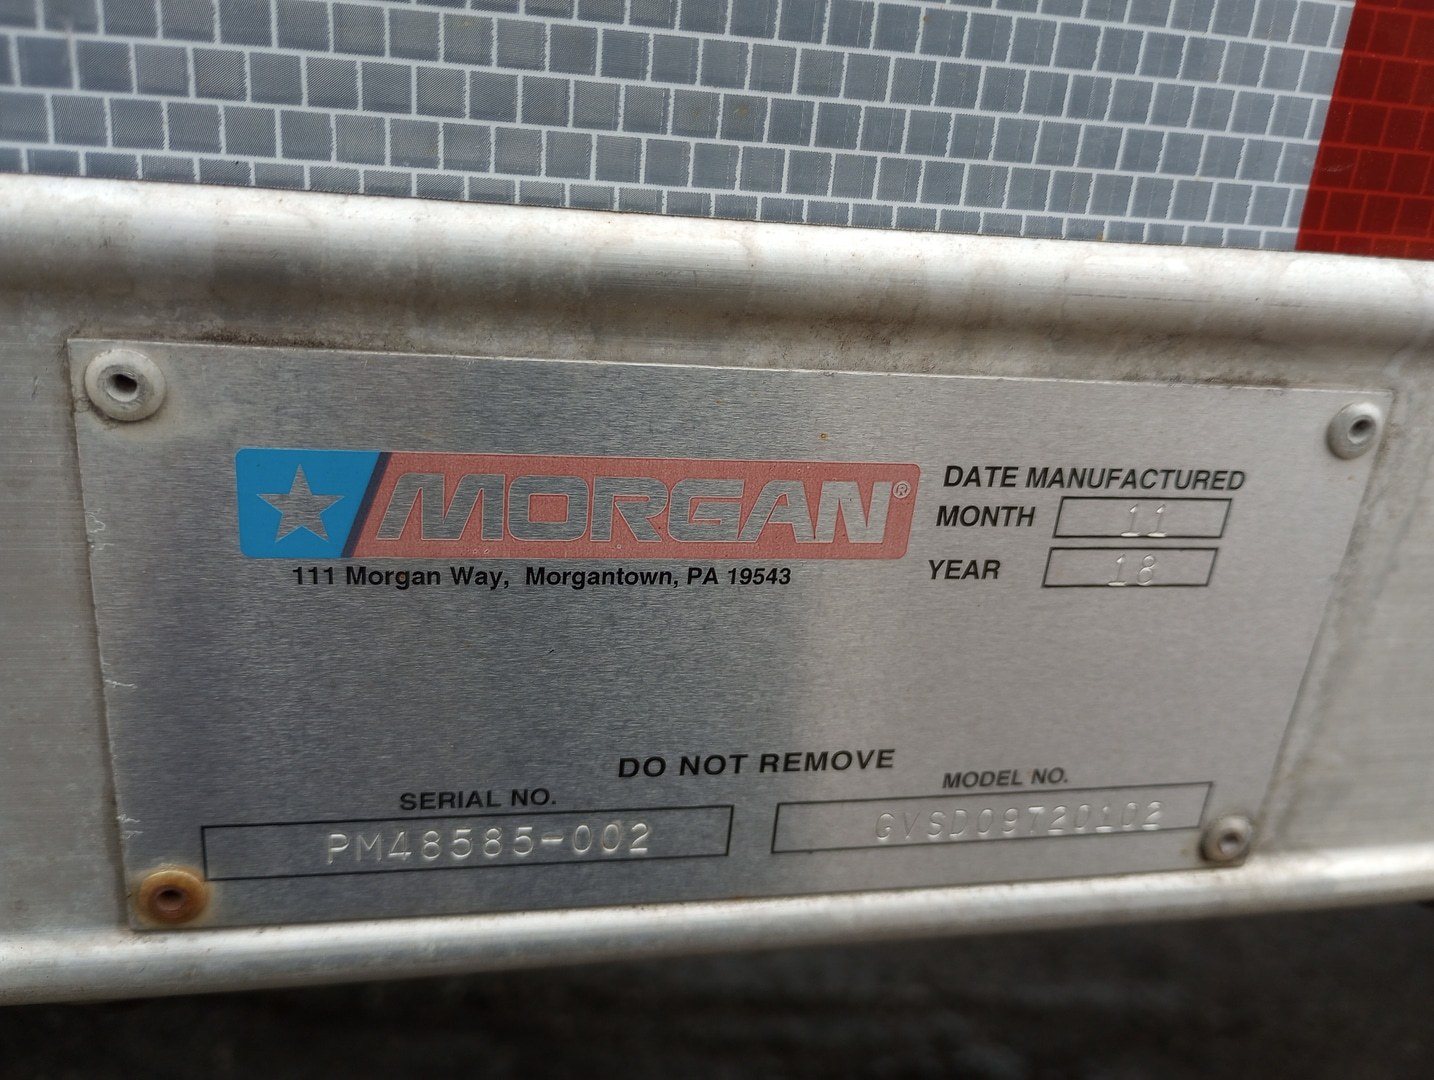 MORGAN®
111 Morgan Way, Morgantown, PA 19543
DATE MANUFACTURED
MONTH 11
YEAR 18
DO NOT REMOVE
SERIAL NO.
PM48585-002
MODEL NO.
GVSD09720102